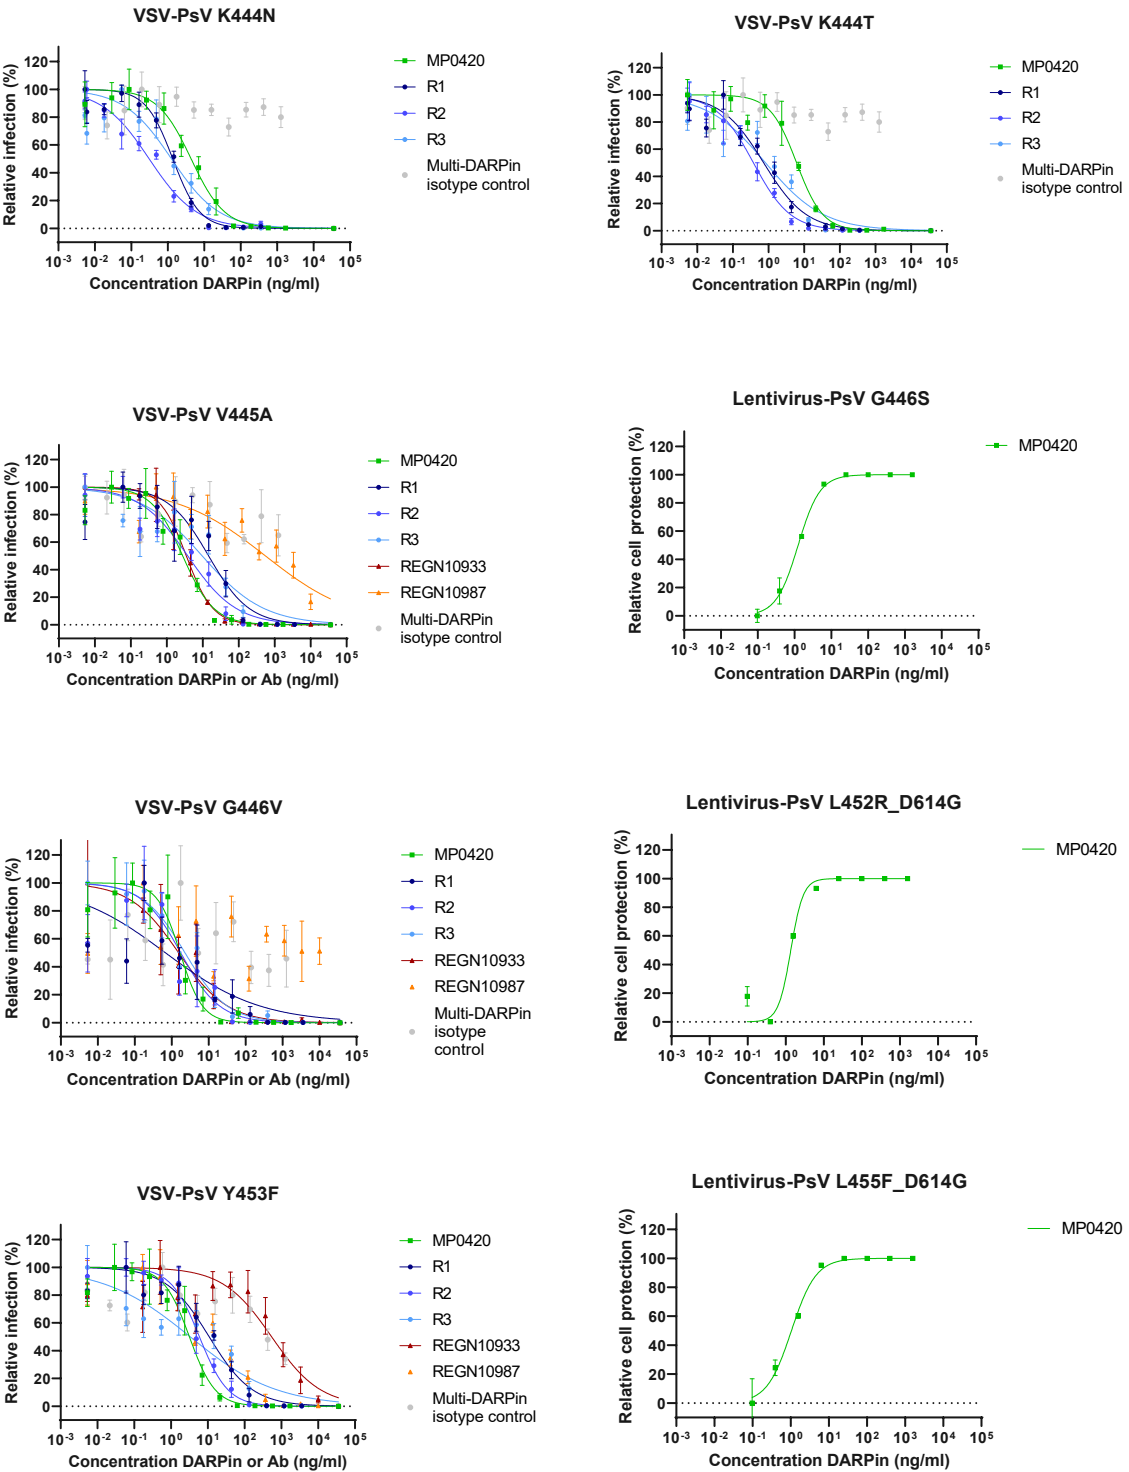 VSV-PsV K444N
Relative infection (%)
120
100
80
60
40
20
0
10-3 10-2 10-1 100 101 102 103 104 105
Concentration DARPin (ng/ml)
MP0420
R1
R2
R3
Multi-DARPin
isotype control
VSV-PsV K444T
Relative infection (%)
120
100
80
60
40
20
0
10-3 10-2 10-1 100 101 102 103 104 105
Concentration DARPin (ng/ml)
MP0420
R1
R2
R3
Multi-DARPin
isotype control
VSV-PsV V445A
Relative infection (%)
120
100
80
60
40
20
0
10-3 10-2 10-1 100 101 102 103 104 105
Concentration DARPin or Ab (ng/ml)
MP0420
R1
R2
R3
REGN10933
REGN10987
Multi-DARPin
isotype control
Lentivirus-PsV G446S
Relative cell protection (%)
120
100
80
60
40
20
0
10-3 10-2 10-1 100 101 102 103 104 105
Concentration DARPin (ng/ml)
MP0420
VSV-PsV G446V
Relative infection (%)
120
100
80
60
40
20
0
10-3 10-2 10-1 100 101 102 103 104 105
Concentration DARPin or Ab (ng/ml)
MP0420
R1
R2
R3
REGN10933
REGN10987
Multi-DARPin
isotype
control
Lentivirus-PsV L452R_D614G
Relative cell protection (%)
120
100
80
60
40
20
0
10-3 10-2 10-1 100 101 102 103 104 105
Concentration DARPin (ng/ml)
MP0420
VSV-PsV Y453F
Relative infection (%)
120
100
80
60
40
20
0
10-3 10-2 10-1 100 101 102 103 104 105
Concentration DARPin or Ab (ng/ml)
MP0420
R1
R2
R3
REGN10933
REGN10987
Multi-DARPin
isotype control
Lentivirus-PsV L455F_D614G
Relative cell protection (%)
120
100
80
60
40
20
0
10-3 10-2 10-1 100 101 102 103 104 105
Concentration DARPin (ng/ml)
MP0420